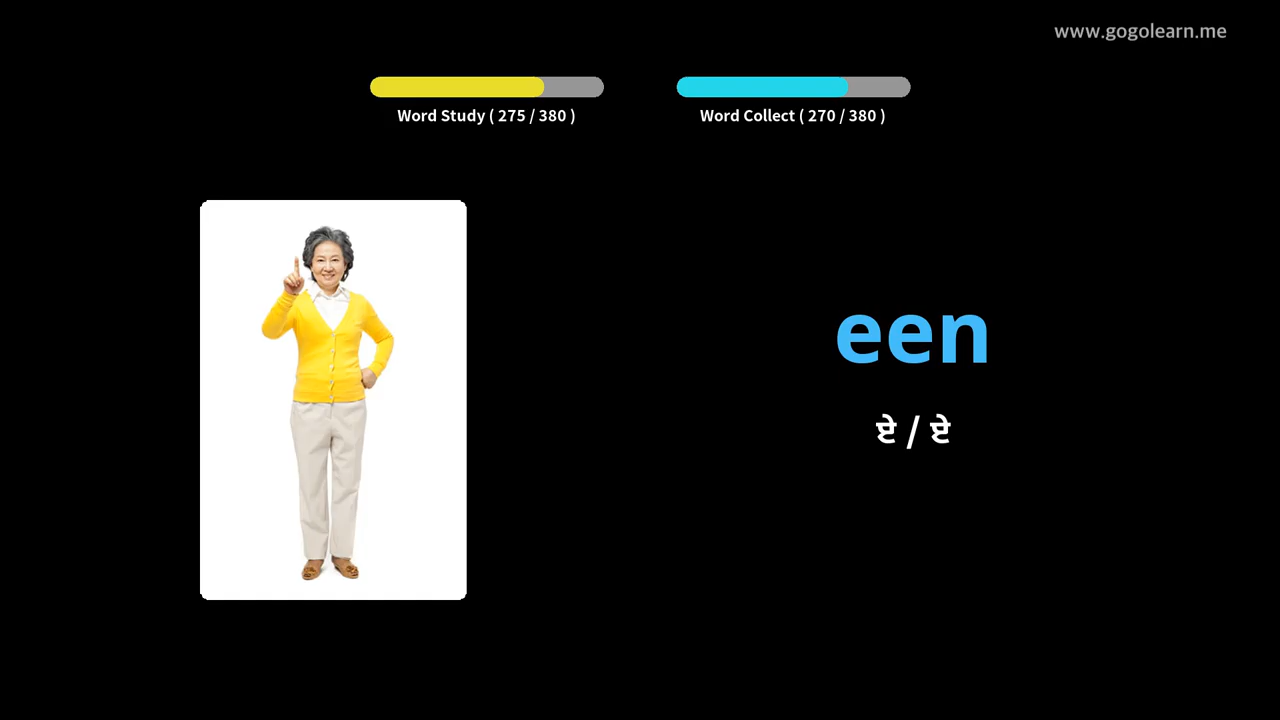 www.gogolearn.me
Word Study ( 275 / 380 )
Word Collect ( 270 / 380 )
een
ਏ / ਏ